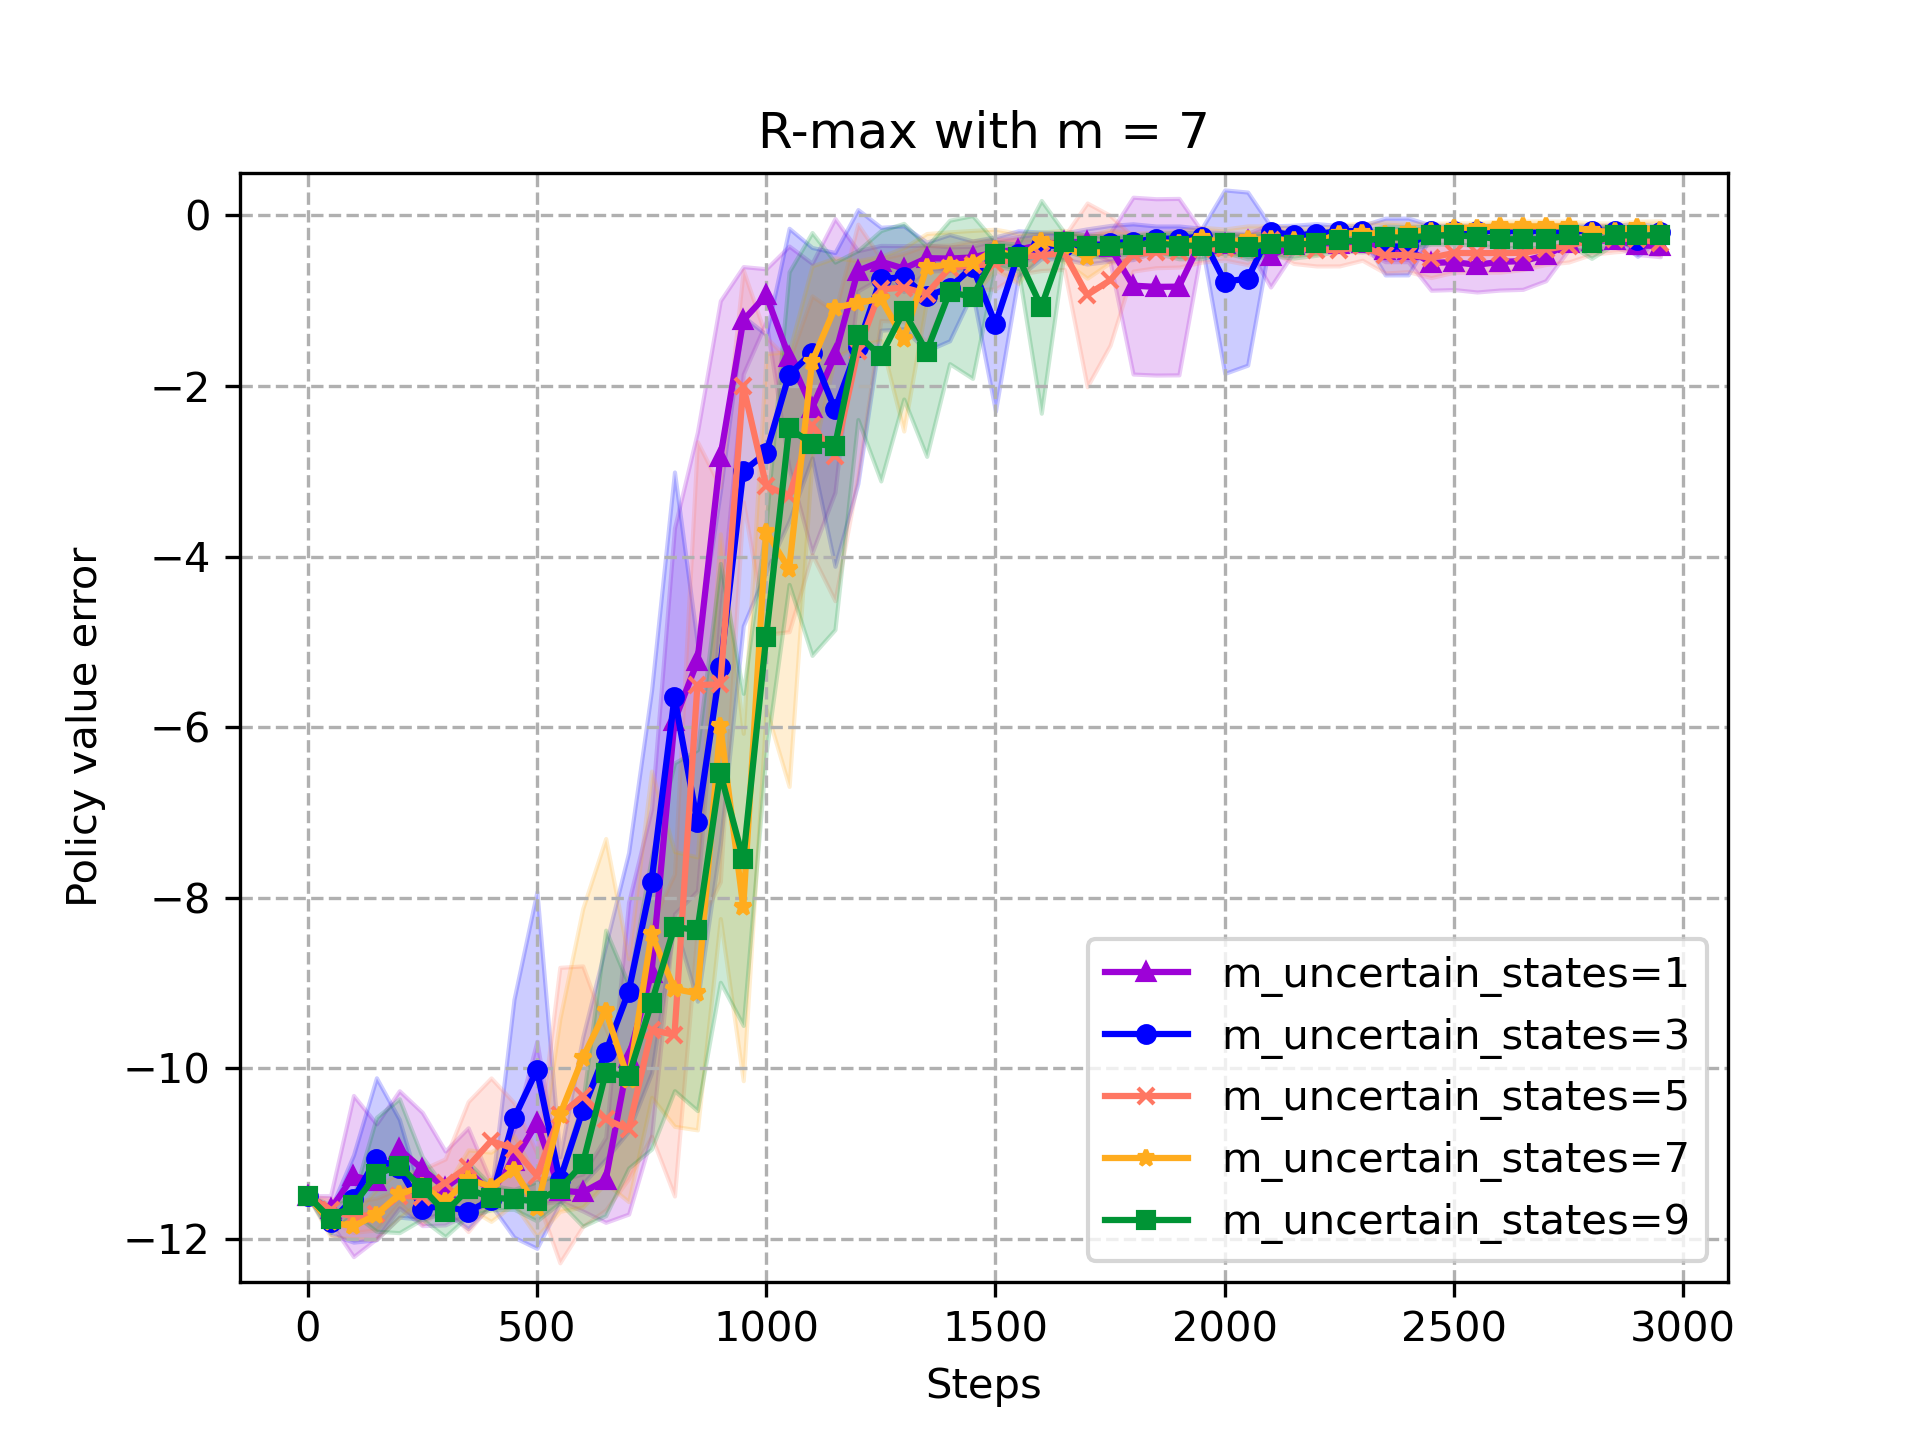 R-max with m = 7
Policy value error
0
−2
−4
−6
−8
−10
−12
0 500 1000 1500 2000 2500 3000
Steps
m_uncertain_states=1
m_uncertain_states=3
m_uncertain_states=5
m_uncertain_states=7
m_uncertain_states=9